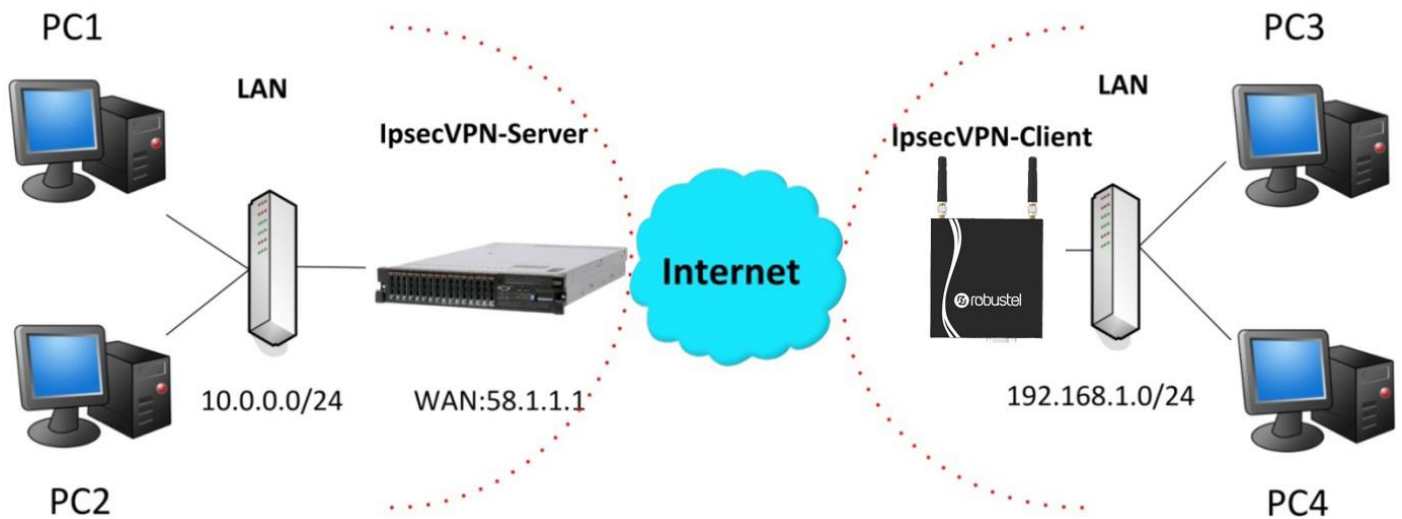 PC1
LAN
IpsecVPN-Server
10.0.0.0/24
WAN:58.1.1.1
PC2
Internet
PC3
LAN
IpsecVPN-Client
robustel
192.168.1.0/24
PC4